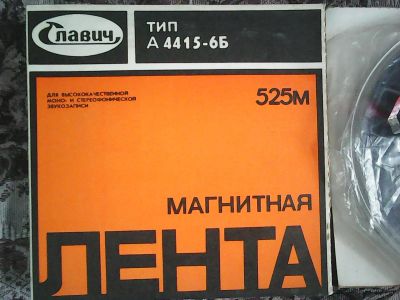 Славич
ТИП
А 4415-6Б
ДЛЯ ВЫСОКОКАЧЕСТВЕННОЙ
МОНО- И СТЕРЕОФОНИЧЕСКОЙ
ЗВУКОЗАПИСИ
525М
МАГНИТНАЯ
ЛЕНТА